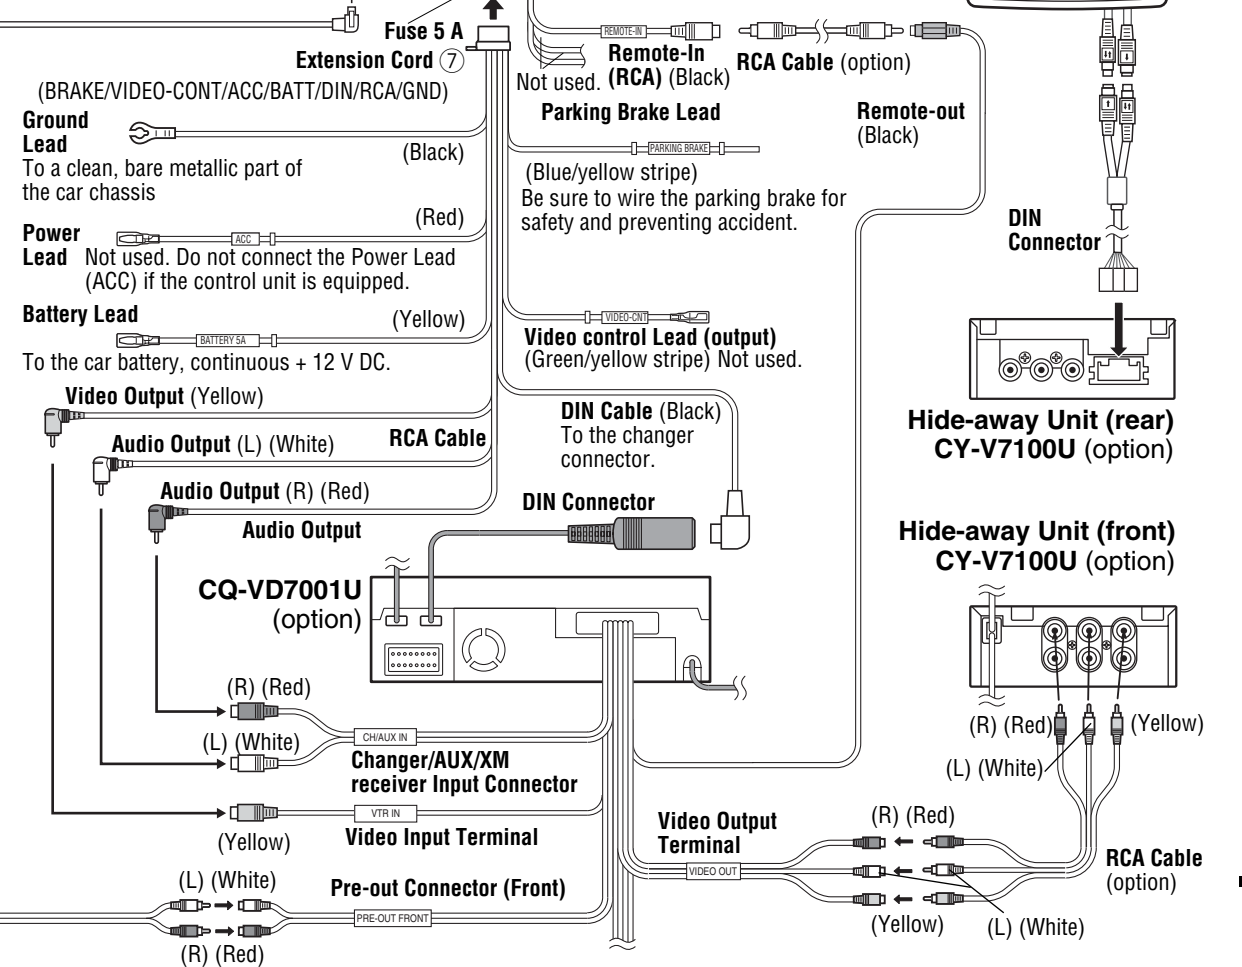 Fuse 5 A
Extension Cord ⑦
(BRAKE/VIDEO-CONT/ACC/BATT/DIN/RCA/GND)
REMOTE-IN
Not used.
Remote-In
(RCA) (Black)
RCA Cable (option)
Remote-out
(Black)
Ground
Lead
To a clean, bare metallic part of
the car chassis
(Black)
Parking Brake Lead
PARKING BRAKE
(Blue/yellow stripe)
Be sure to wire the parking brake for
safety and preventing accident.
DIN
Connector
(Red)
Power
Lead
ACC
Not used. Do not connect the Power Lead
(ACC) if the control unit is equipped.
Battery Lead
(Yellow)
BATTERY 5A
To the car battery, continuous + 12 V DC.
VIDEO-CNT
Video control Lead (output)
(Green/yellow stripe) Not used.
Video Output (Yellow)
Audio Output (L) (White)
RCA Cable
Audio Output (R) (Red)
Audio Output
DIN Cable (Black)
To the changer
connector.
DIN Connector
Hide-away Unit (rear)
CY-V7100U (option)
Hide-away Unit (front)
CY-V7100U (option)
CQ-VD7001U
(option)
(R) (Red)
(L) (White)
CH/AUX IN
Changer/AUX/XM
receiver Input Connector
VTR IN
(Yellow)
Video Input Terminal
(L) (White)
Pre-out Connector (Front)
PRE-OUT FRONT
(R) (Red)
Video Output
Terminal
VIDEO OUT
(R) (Red)
(Yellow)
(L) (White)
(R) (Red)
(L) (White)
(Yellow)
RCA Cable
(option)